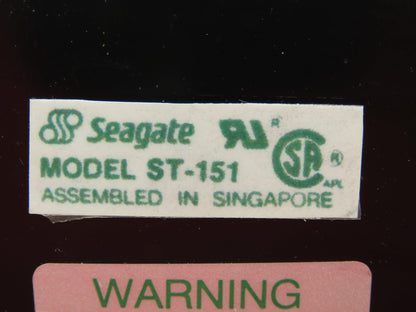 Seagate
MODEL ST-151
ASSEMBLED IN SINGAPORE
WARNING